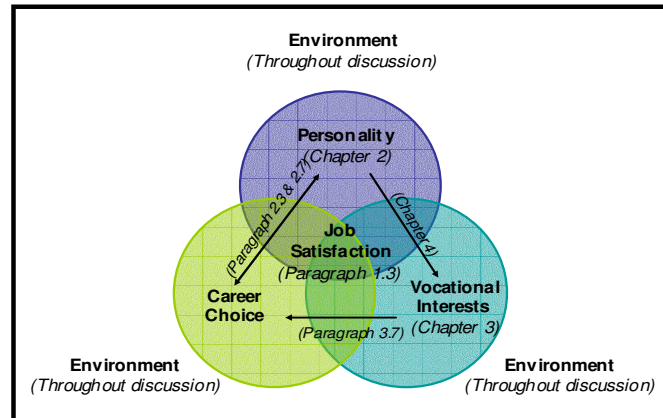 Environment
(Throughout discussion)
Personality
(Chapter 2)
(Paragraph 2.3 & 2.7)
(Chapter 4)
Job
Satisfaction
(Paragraph 1.3)
Career
Choice
Vocational
Interests
(Chapter 3)
(Paragraph 3.7)
Environment
(Throughout discussion)
Environment
(Throughout discussion)